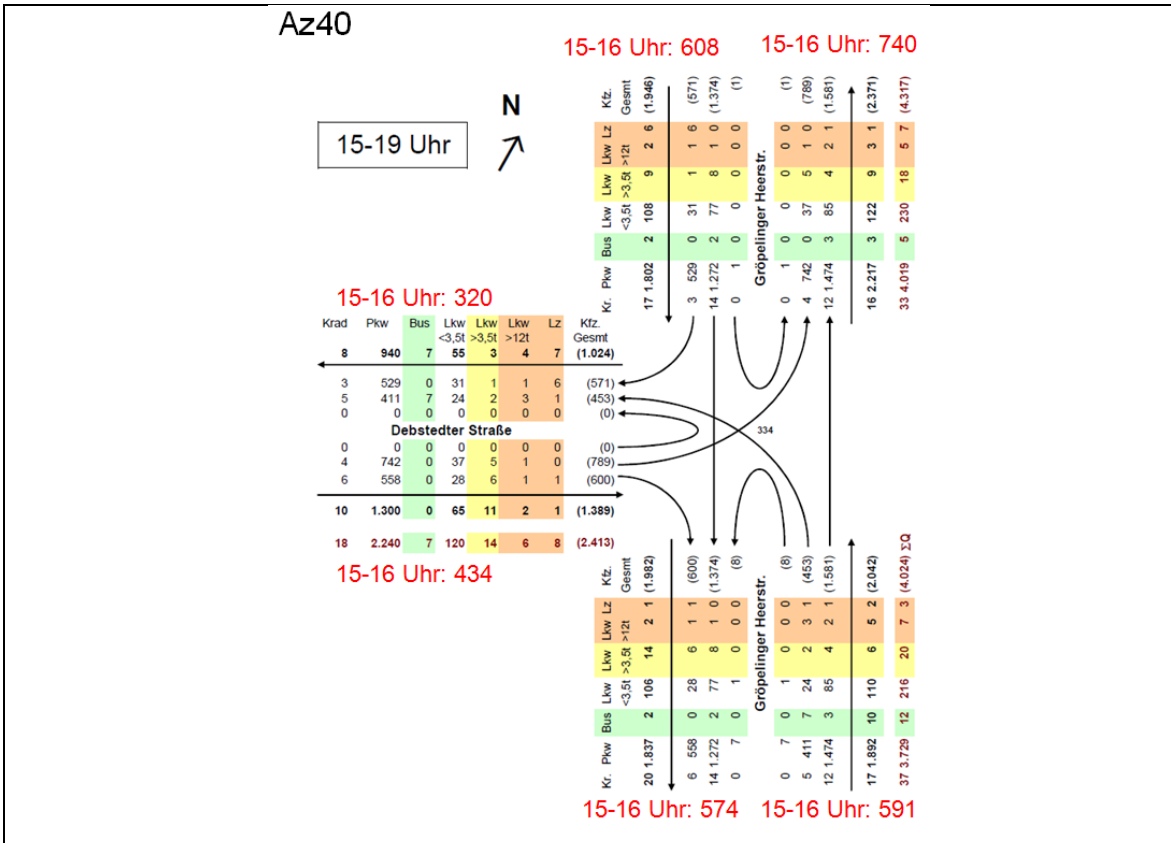 Az40
15-16 Uhr: 608
15-16 Uhr: 740
N
15-19 Uhr
Kr. Pkw Bus Lkw <3,5t Lkw >3,5t Lkw >12t Lz Kfz. Gesmt
17 1.802 2 108 9 2 6 (1.946)
3 529 0 31 1 1 6 (571)
14 1.272 2 77 8 1 0 (1.374)
0 1 0 0 0 0 0 (1)
Gröpelinger Heerstr.
0 1 0 0 0 0 0 (1)
4 742 0 37 5 1 0 (789)
12 1.474 3 85 4 2 1 (1.581)
16 2.217 3 122 9 3 1 (2.371)
33 4.019 5 230 18 5 7 (4.317)
15-16 Uhr: 320
Krad Pkw Bus Lkw Lkw Lkw Lz Kfz.
<3,5t >3,5t >12t Gesmt
8 940 7 55 3 4 7 (1.024)
3 529 0 31 1 1 6 (571)
5 411 7 24 2 3 1 (453)
0 0 0 0 0 0 0 (0)
Debstedter Straße
0 0 0 0 0 0 0 (0)
4 742 0 37 5 1 0 (789)
6 558 0 28 6 1 1 (600)
10 1.300 0 65 11 2 1 (1.389)
18 2.240 7 120 14 6 8 (2.413)
334
15-16 Uhr: 434
Kr. Pkw Bus Lkw <3,5t Lkw >3,5t Lkw >12t Lz Kfz. Gesmt
20 1.837 2 106 14 2 1 (1.982)
6 558 0 28 6 1 1 (600)
14 1.272 2 77 8 1 0 (1.374)
0 7 0 1 0 0 0 (8)
Gröpelinger Heerstr.
0 7 0 1 0 0 0 (8)
5 411 7 24 2 3 1 (453)
12 1.474 3 85 4 2 1 (1.581)
17 1.892 10 110 6 5 2 (2.042)
37 3.729 12 216 20 7 3 (4.024) ΣQ
15-16 Uhr: 574
15-16 Uhr: 591